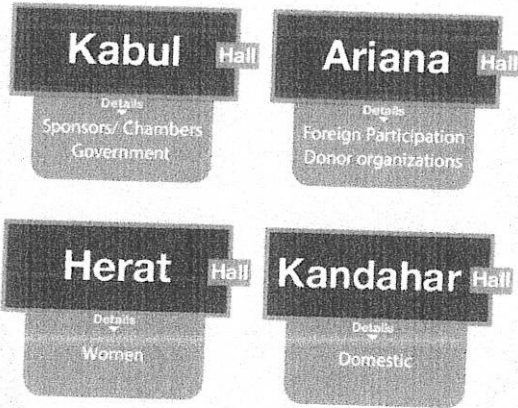 Kabul Hall
Details
Sponsors/ Chambers
Government
Ariana Hall
Details
Foreign Participation
Donor organizations
Herat Hall
Details
Women
Kandahar Hall
Details
Domestic